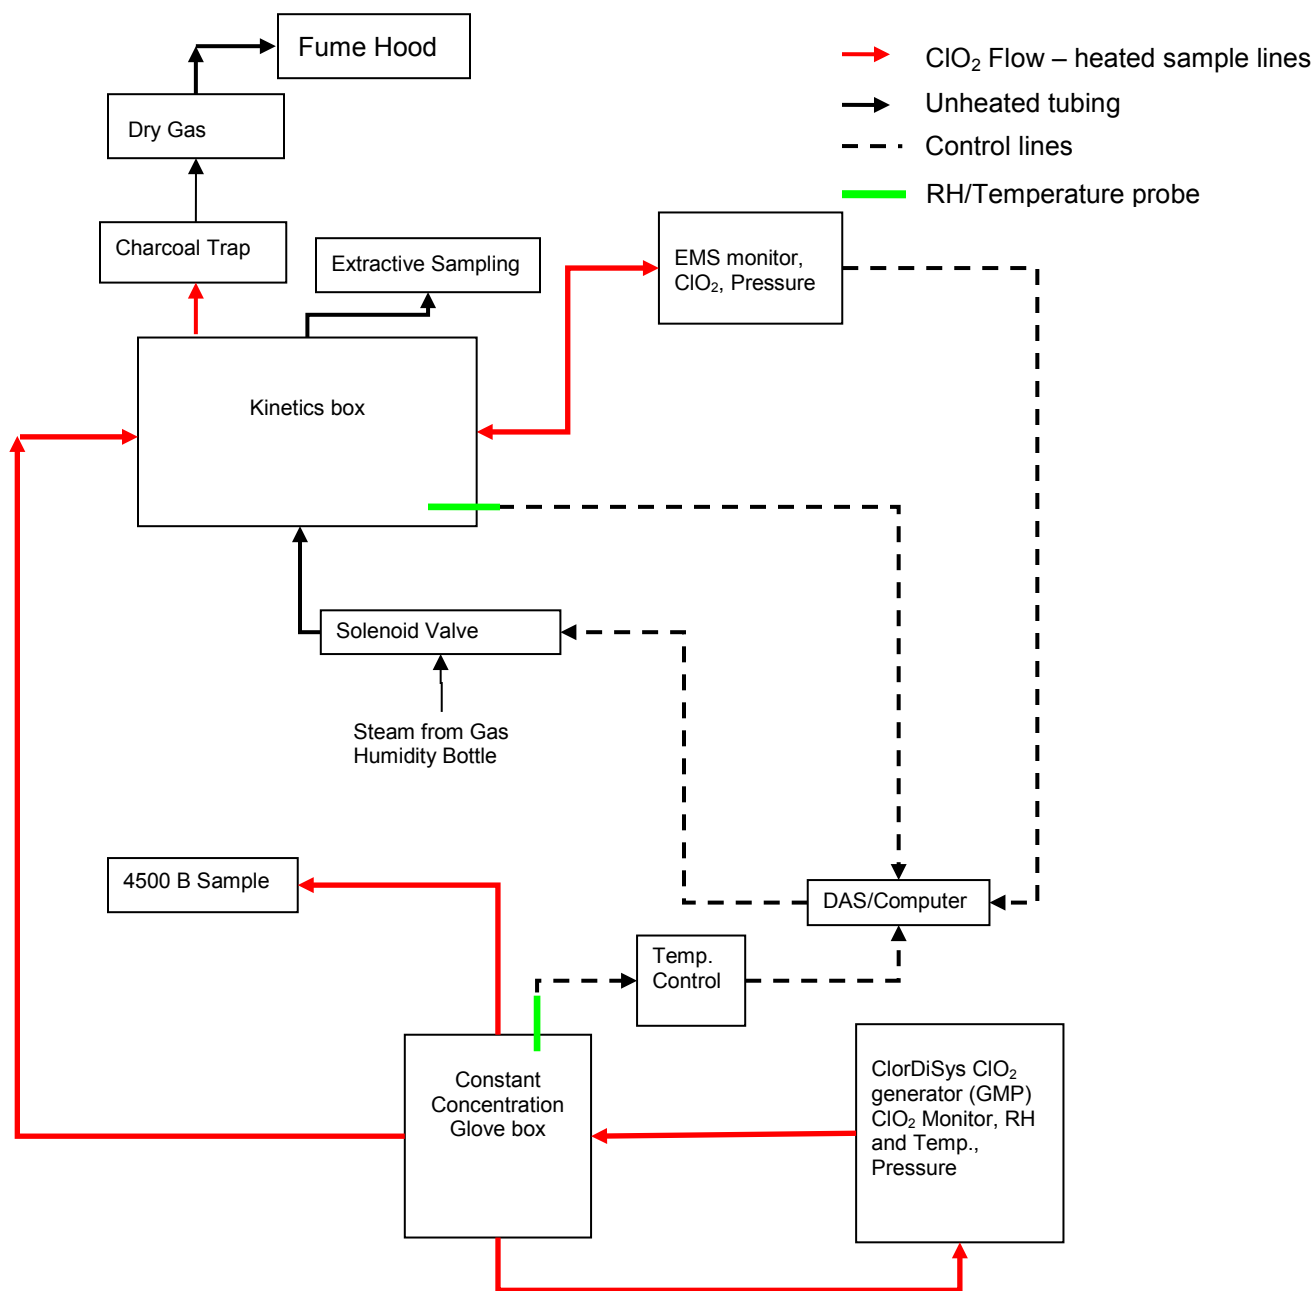 Fume Hood
ClO₂ Flow – heated sample lines
Unheated tubing
Control lines
RH/Temperature probe
Dry Gas
Charcoal Trap
Extractive Sampling
EMS monitor,
ClO₂, Pressure
Kinetics box
Solenoid Valve
Steam from Gas
Humidity Bottle
4500 B Sample
DAS/Computer
Temp.
Control
Constant
Concentration
Glove box
ClorDiSys ClO₂
generator (GMP)
ClO₂ Monitor, RH
and Temp.,
Pressure